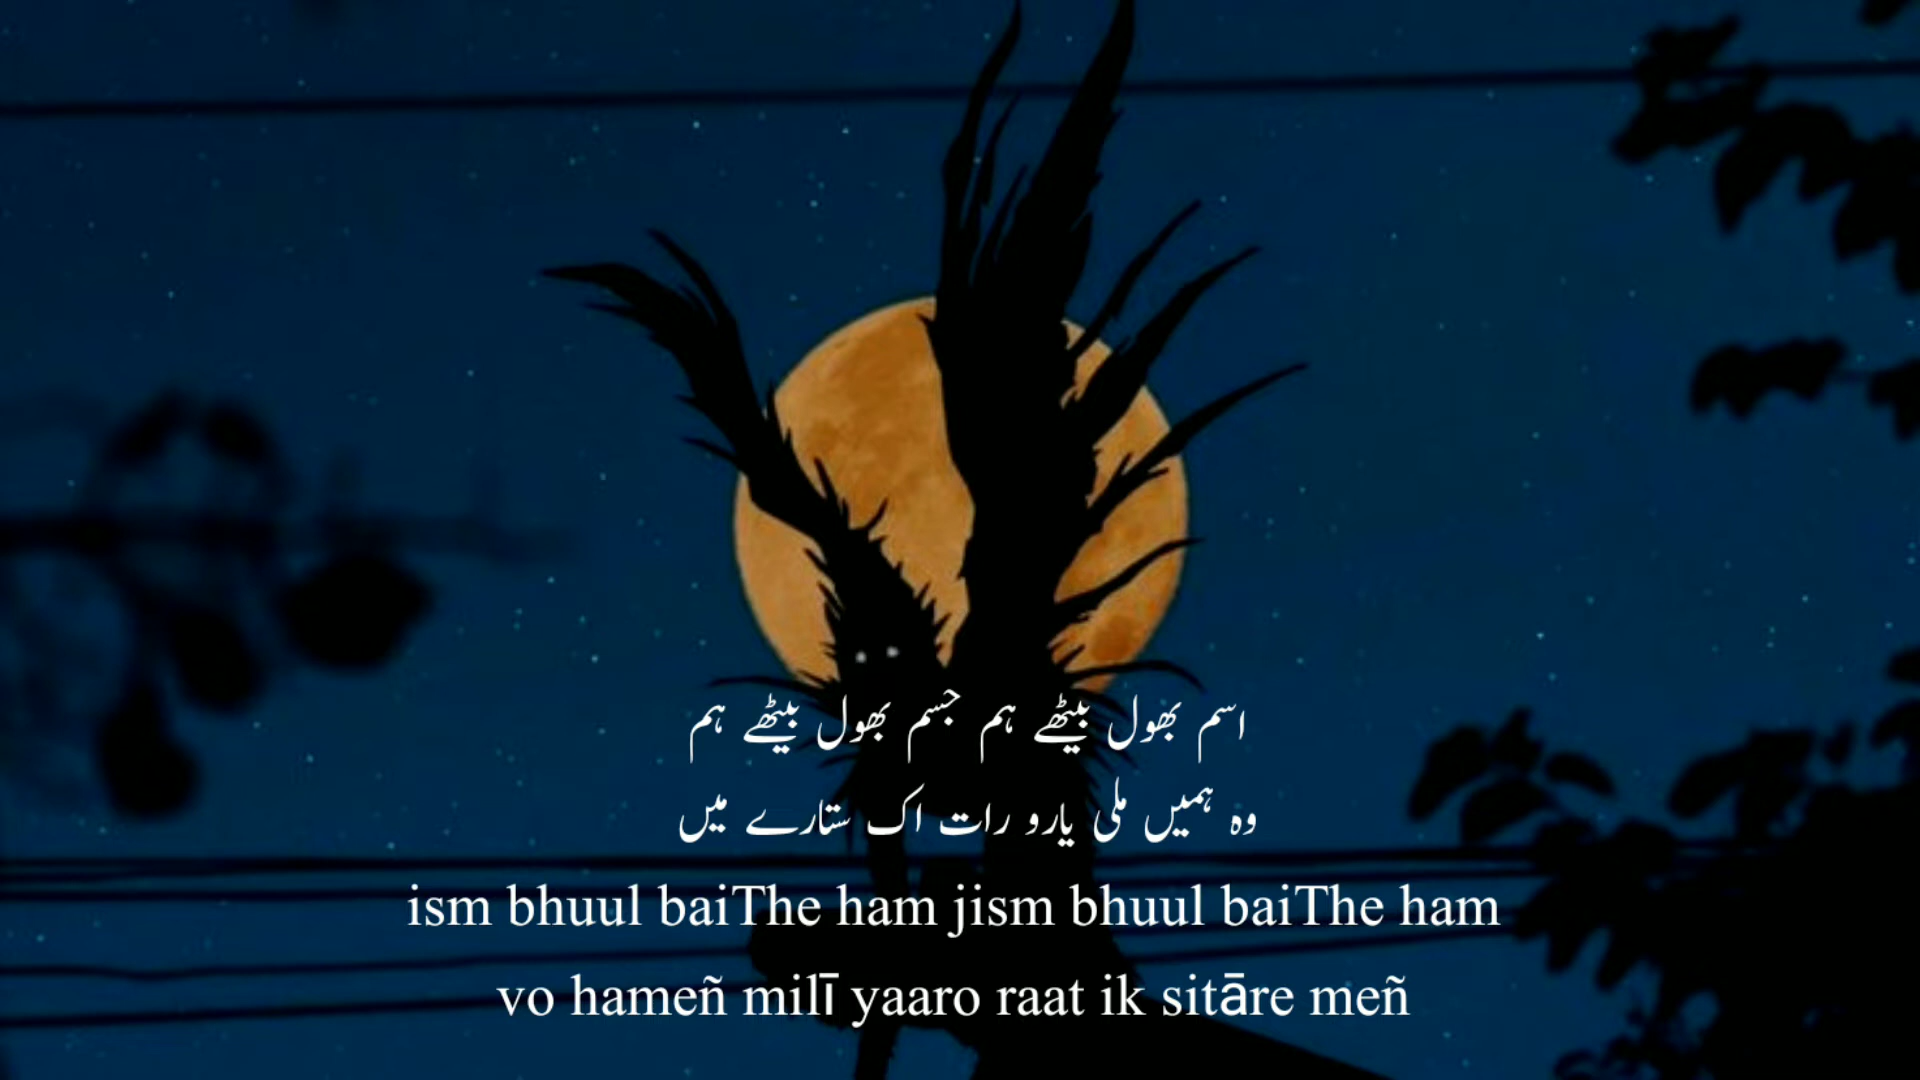 اسم بھول بیٹھے ہم جسم بھول بیٹھے ہم
وہ ہمیں ملی یارو رات اک ستارے میں
ism bhuul baiThe ham jism bhuul baiThe ham
vo hameñ milī yaaro raat ik sitāre meñ